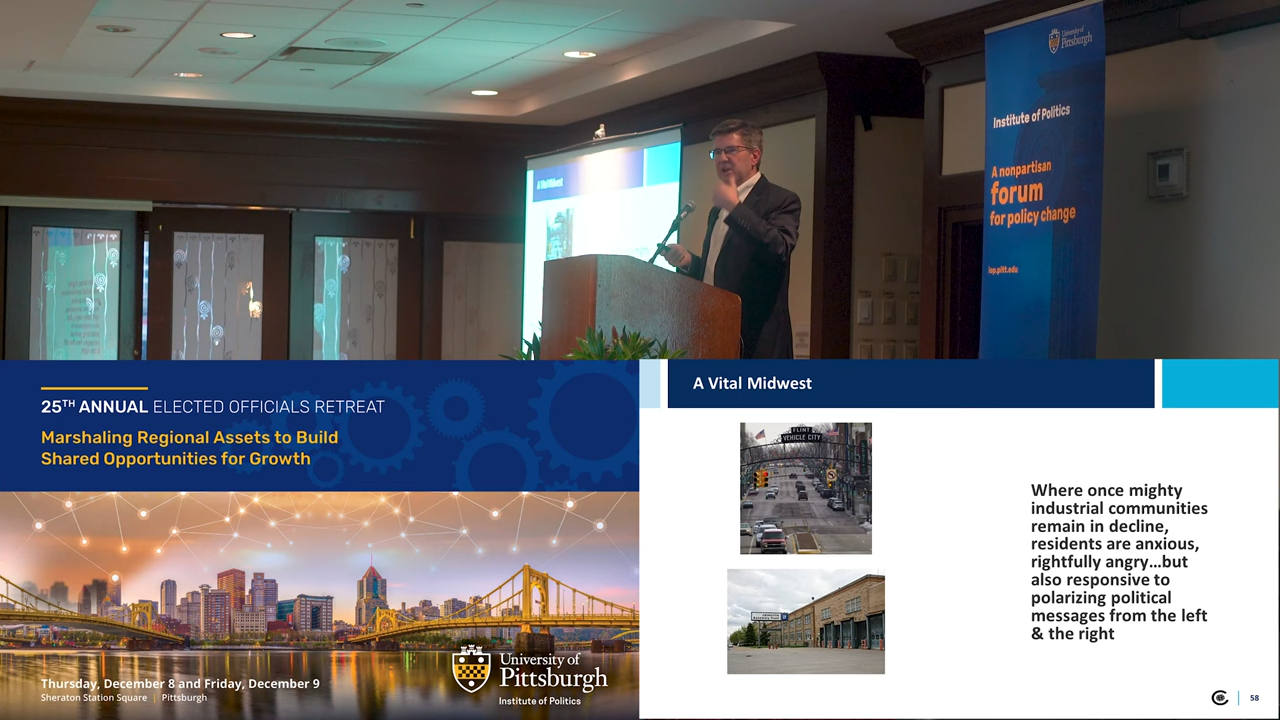 University of
Pittsburgh
Institute of Politics
A nonpartisan
forum
for policy change
iop.pitt.edu
A Vital Midwest
25TH ANNUAL ELECTED OFFICIALS RETREAT
Marshaling Regional Assets to Build
Shared Opportunities for Growth
Thursday, December 8 and Friday, December 9
Sheraton Station Square | Pittsburgh
University of
Pittsburgh
Institute of Politics
A Vital Midwest
FLINT
VEHICLE CITY
Where once mighty
industrial communities
remain in decline,
residents are anxious,
rightfully angry…but
also responsive to
polarizing political
messages from the left
& the right
58